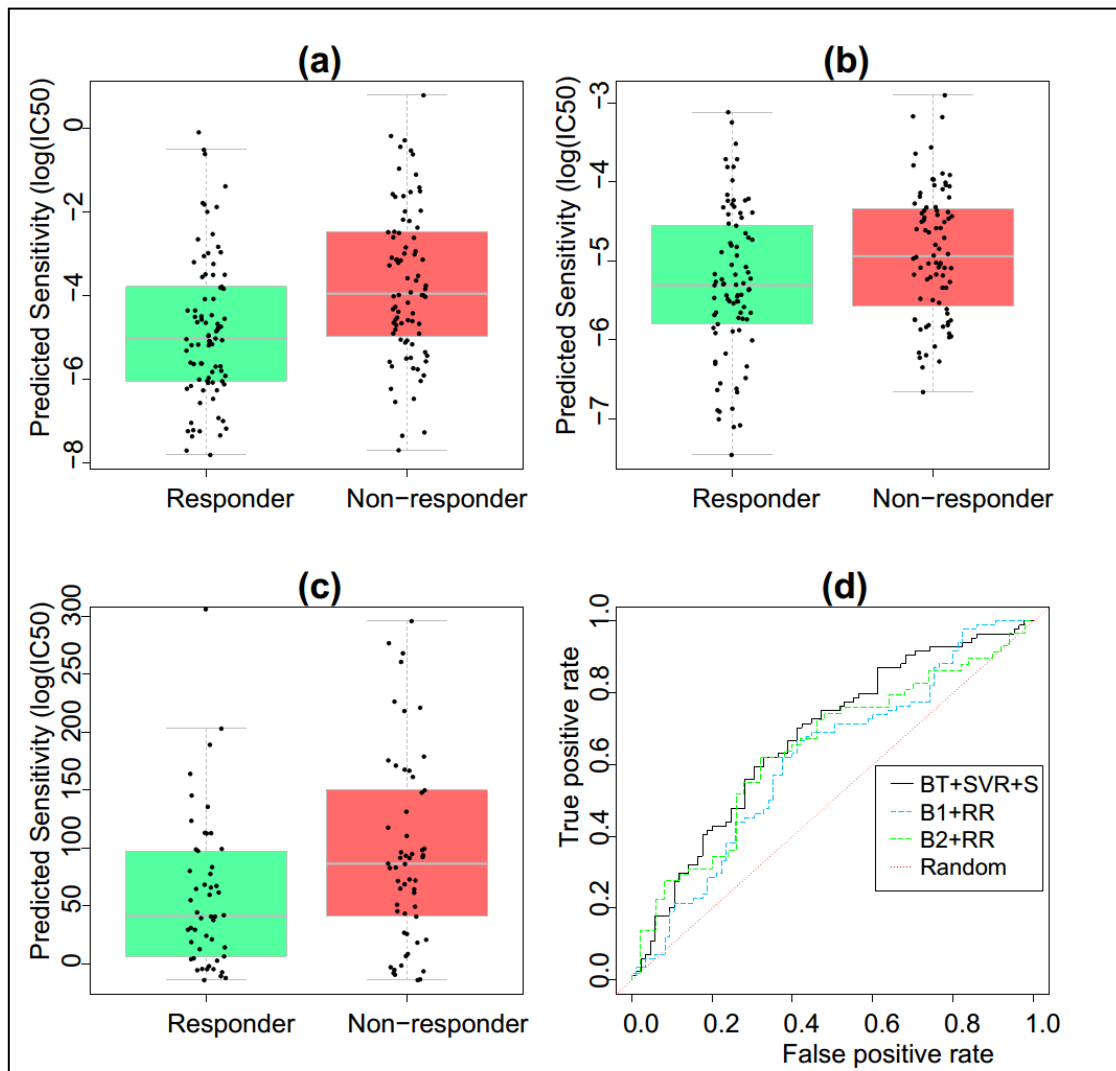 (a)
Predicted Sensitivity (log(IC50)
0
−2
−4
−6
−8
Responder
Non−responder
(b)
Predicted Sensitivity (log(IC50)
−3
−4
−5
−6
−7
Responder
Non−responder
(c)
Predicted Sensitivity (log(IC50)
300
250
200
150
100
50
0
Responder
Non−responder
(d)
True positive rate
1.0
0.8
0.6
0.4
0.2
0.0
BT+SVR+S
B1+RR
B2+RR
Random
0.0 0.2 0.4 0.6 0.8 1.0
False positive rate